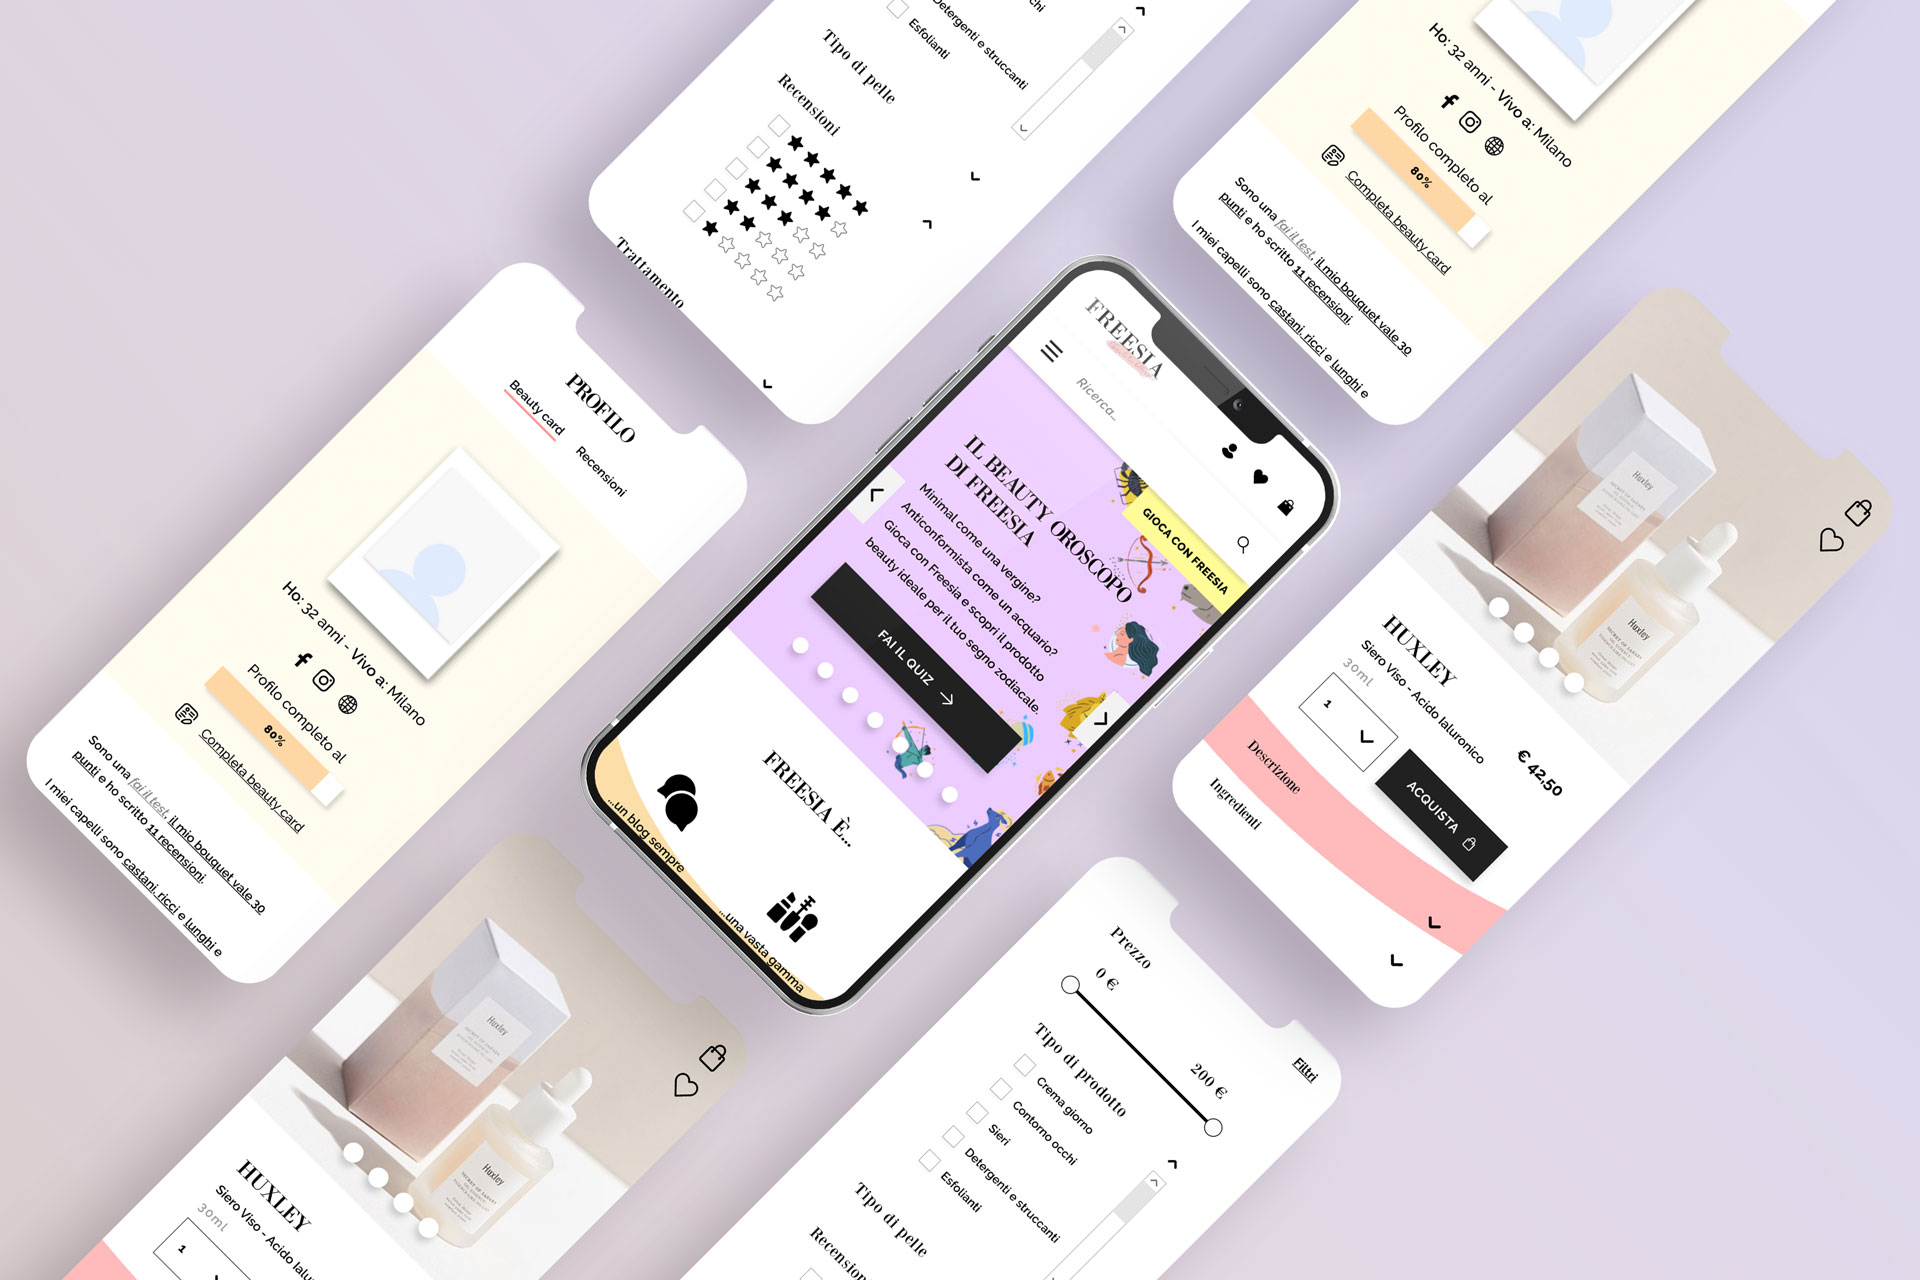 Detergenti e struccanti
Esfolianti
Tipo di pelle
Recensioni
Trattamento
Ho: 32 anni - Vivo a: Milano
Profilo completo al
80%
Completa beauty card
Sono una fai il test, il mio bouquet vale 30
punti e ho scritto 11 recensioni.
I miei capelli sono castani, ricci e lunghi e
PROFILO
Beauty card
Recensioni
Ho: 32 anni - Vivo a: Milano
Profilo completo al
80%
Completa beauty card
Sono una fai il test, il mio bouquet vale 30
punti e ho scritto 11 recensioni.
I miei capelli sono castani, ricci e lunghi e
FREESIA
Ricerca...
GIOCA CON FREESIA
IL BEAUTY OROSCOPO
DI FREESIA
Minimal come una vergine?
Anticonformista come un acquario?
Gioca con Freesia e scopri il prodotto
beauty ideale per il tuo segno zodiacale.
FAI IL QUIZ
FREESIA È...
...un blog sempre
...una vasta gamma
Huxley
Huxley
HUXLEY
Siero Viso - Acido Ialuronico
30ml
€ 42,50
1
ACQUISTA
Descrizione
Ingredienti
Huxley
Huxley
HUXLEY
Siero Viso - Acido Ialu
30ml
1
Filtri
Prezzo
0 €
200 €
Tipo di prodotto
Crema giorno
Contorno occhi
Sieri
Detergenti e struccanti
Esfolianti
Tipo di pelle
Recension